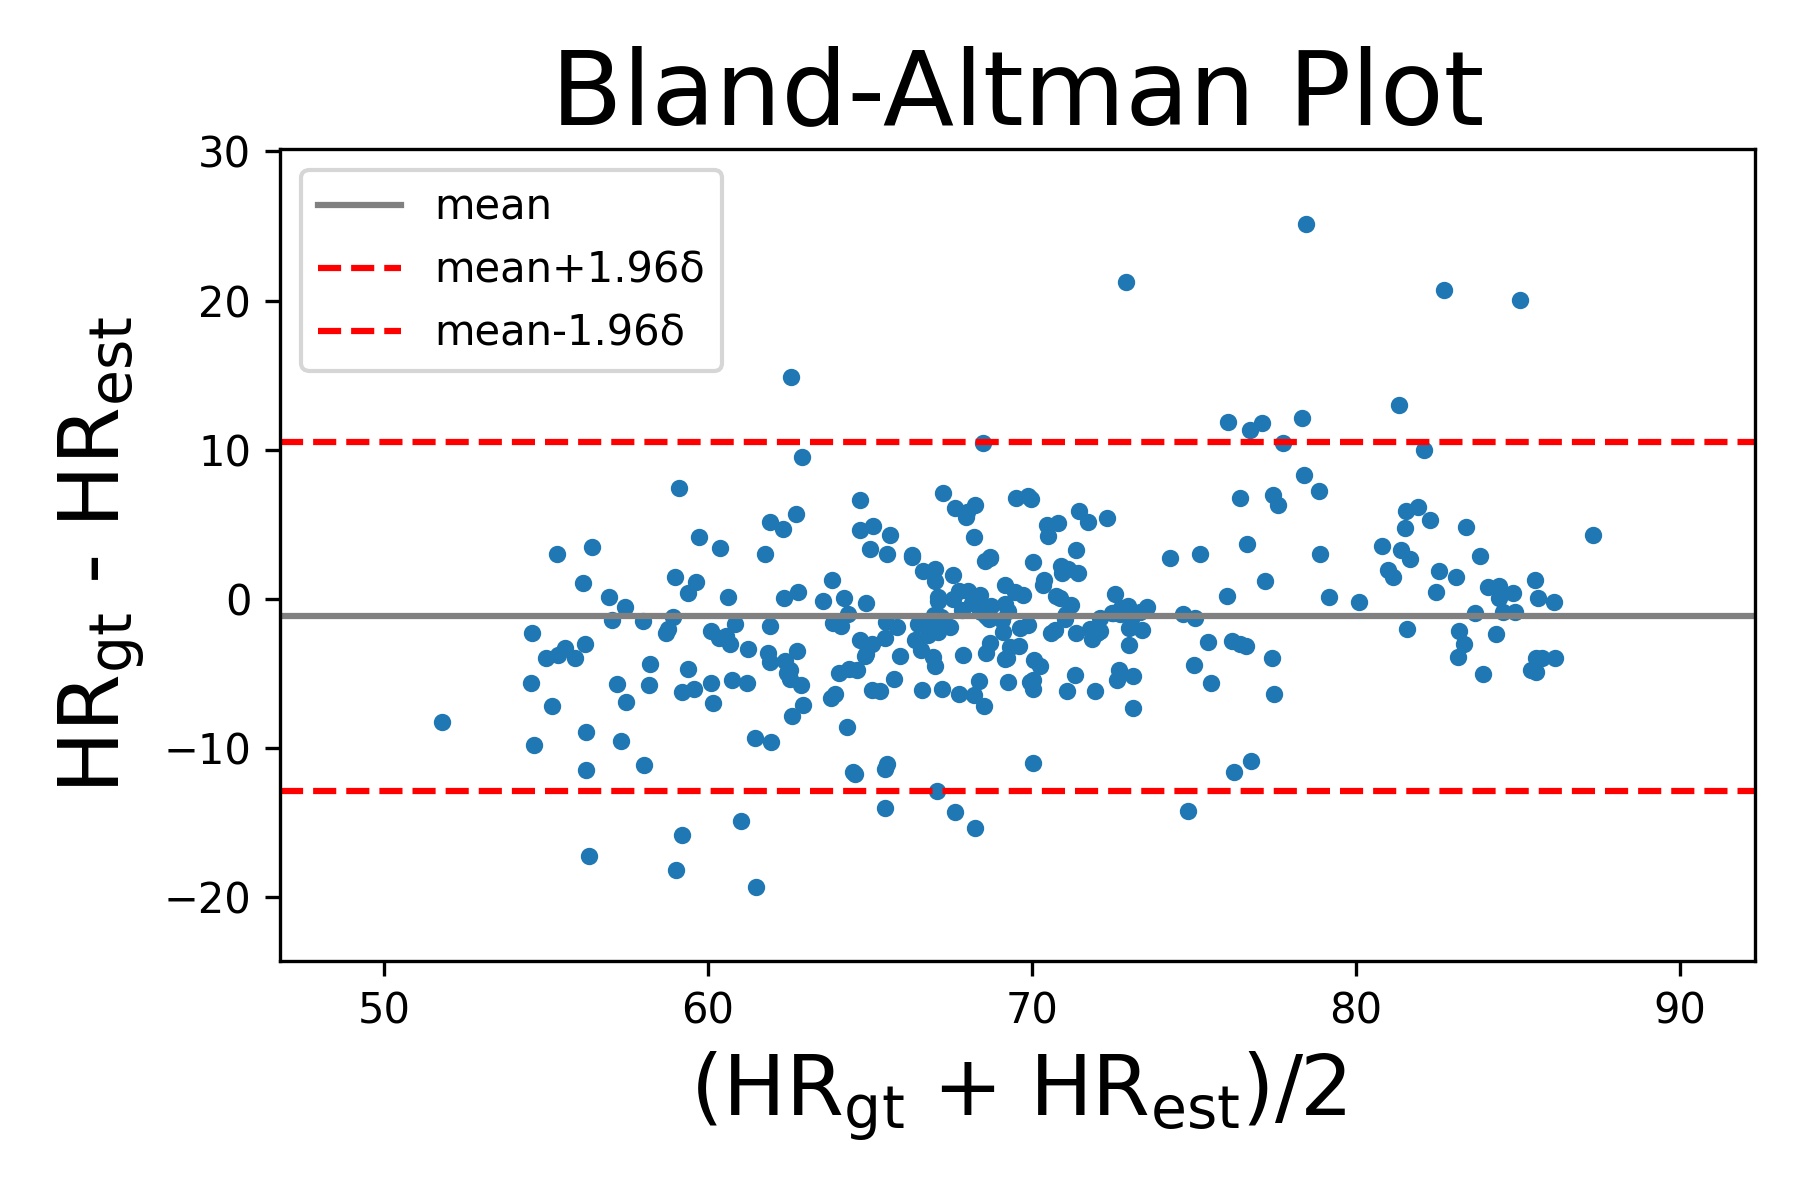 Bland-Altman Plot
mean
mean+1.96δ
mean-1.96δ
HRgt - HRest
30
20
10
0
−10
−20
50 60 70 80 90
(HRgt + HRest)/2